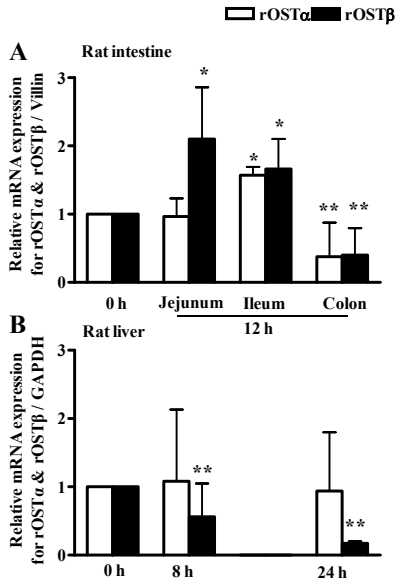 rOSTα rOSTβ
A Rat intestine
Relative mRNA expression
for rOSTα & rOSTβ / Villin
3
2
1
0
* * * ** **
0 h Jejunum Ileum Colon
12 h
B Rat liver
Relative mRNA expression
for rOSTα & rOSTβ / GAPDH
3
2
1
0
** **
0 h 8 h 24 h